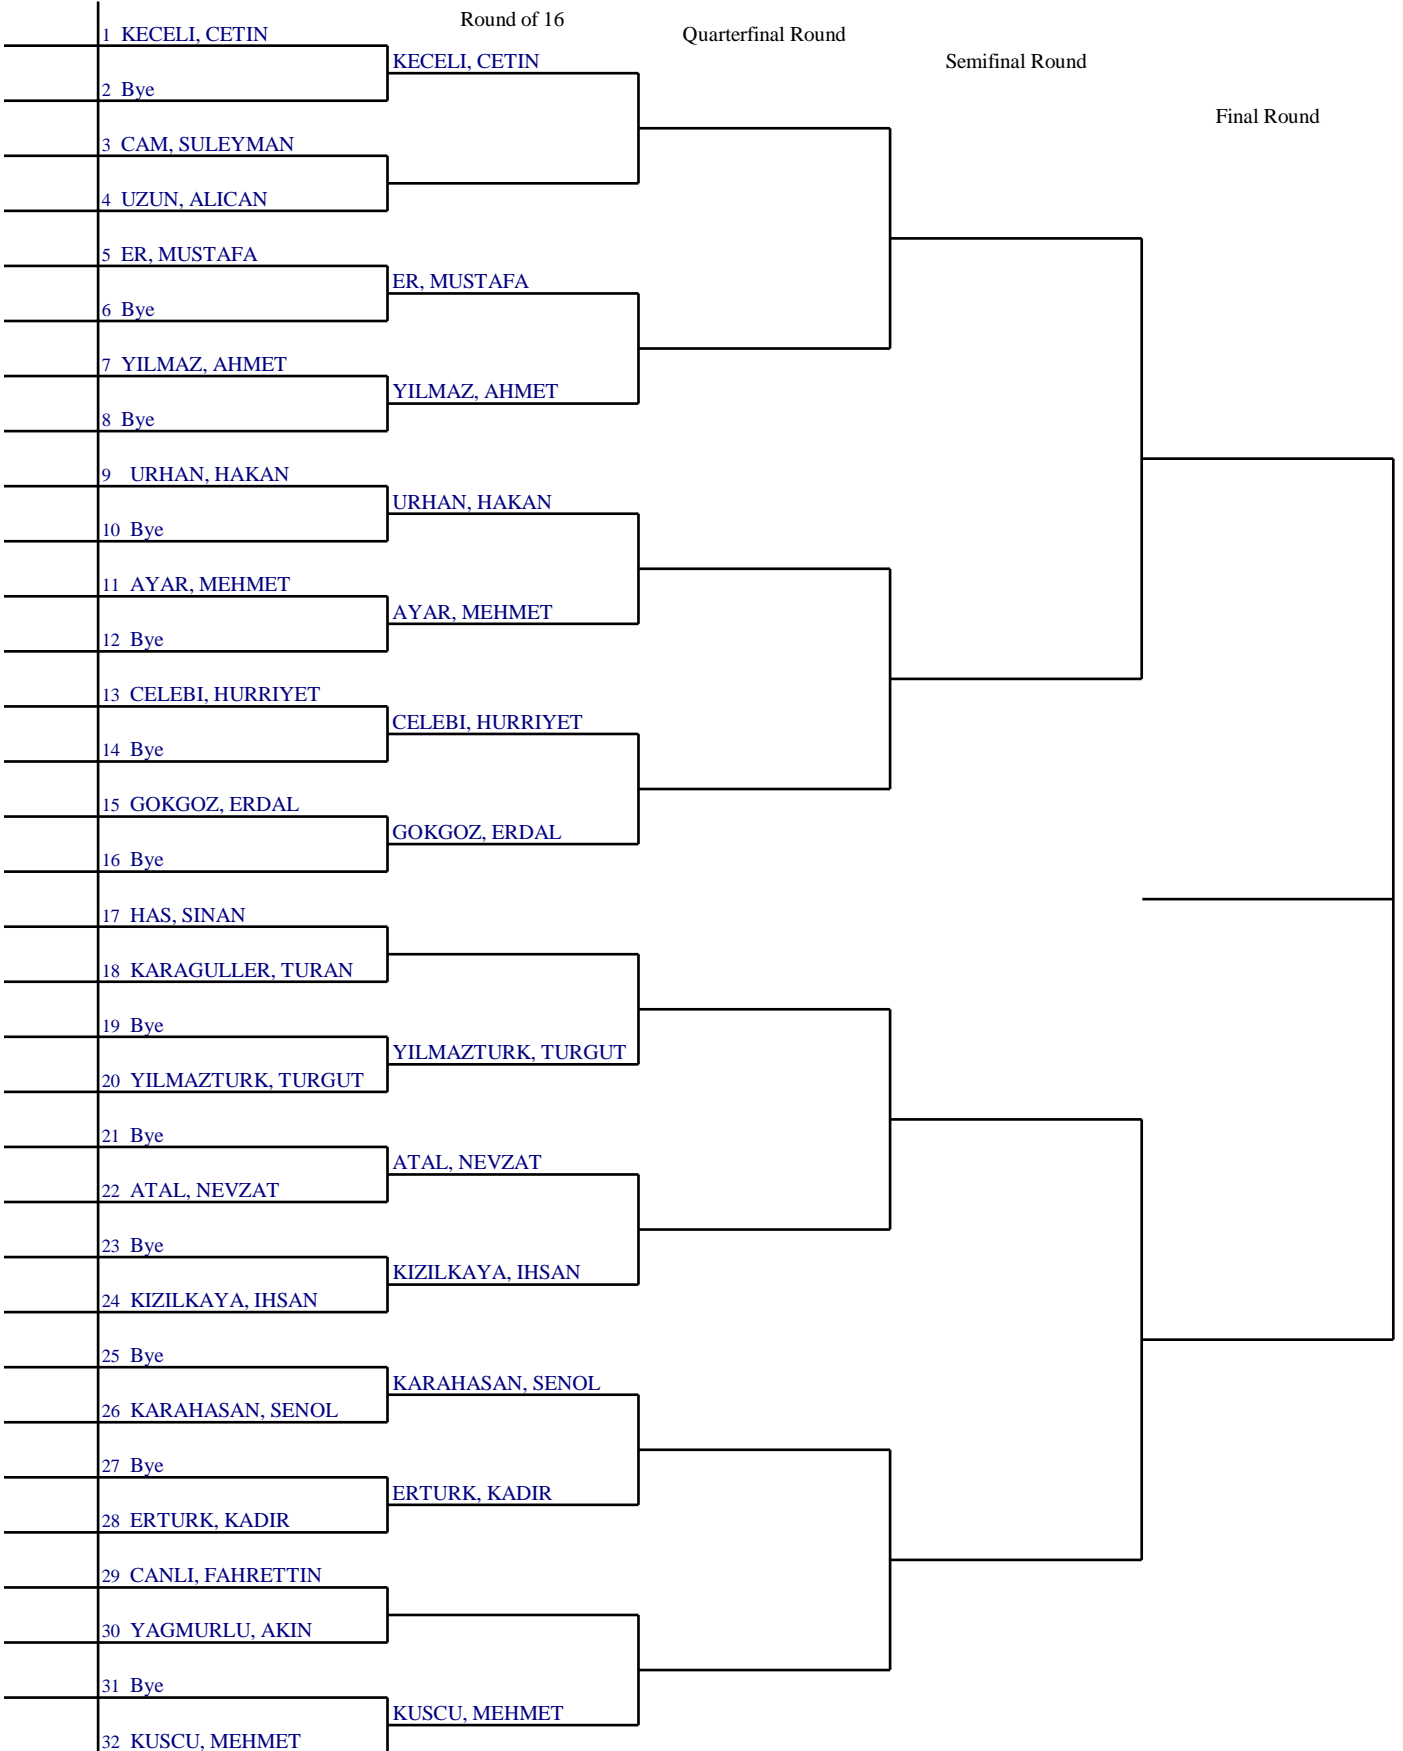 Round of 16
Quarterfinal Round
Semifinal Round
Final Round
1 KECELI, CETIN
KECELI, CETIN
2 Bye
3 CAM, SULEYMAN
4 UZUN, ALICAN
5 ER, MUSTAFA
ER, MUSTAFA
6 Bye
7 YILMAZ, AHMET
YILMAZ, AHMET
8 Bye
9 URHAN, HAKAN
URHAN, HAKAN
10 Bye
11 AYAR, MEHMET
AYAR, MEHMET
12 Bye
13 CELEBI, HURRIYET
CELEBI, HURRIYET
14 Bye
15 GOKGOZ, ERDAL
GOKGOZ, ERDAL
16 Bye
17 HAS, SINAN
18 KARAGULLER, TURAN
19 Bye
YILMAZTURK, TURGUT
20 YILMAZTURK, TURGUT
21 Bye
ATAL, NEVZAT
22 ATAL, NEVZAT
23 Bye
KIZILKAYA, IHSAN
24 KIZILKAYA, IHSAN
25 Bye
KARAHASAN, SENOL
26 KARAHASAN, SENOL
27 Bye
ERTURK, KADIR
28 ERTURK, KADIR
29 CANLI, FAHRETTIN
30 YAGMURLU, AKIN
31 Bye
KUSCU, MEHMET
32 KUSCU, MEHMET